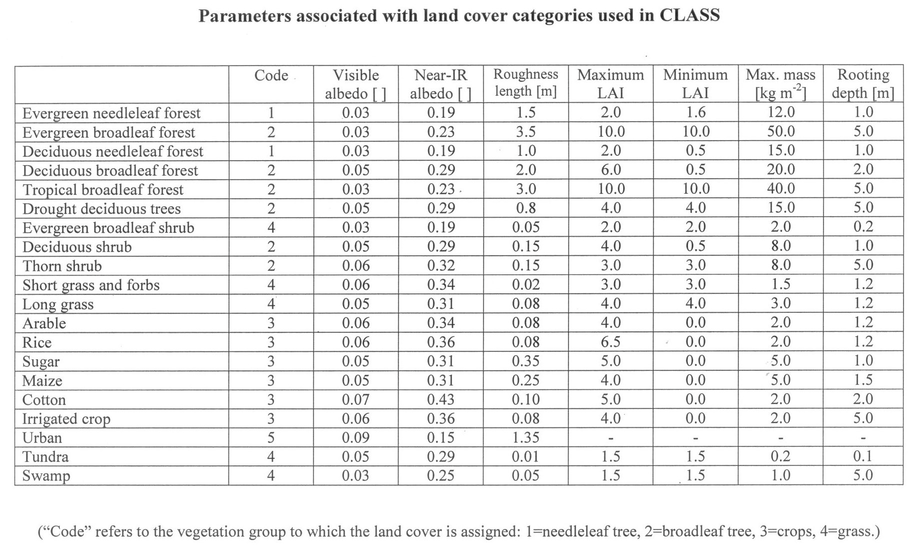 Parameters associated with land cover categories used in CLASS
Code Visible albedo [ ] Near-IR albedo [ ] Roughness length [m] Maximum LAI Minimum LAI Max. mass [kg m-2] Rooting depth [m]
Evergreen needleleaf forest 1 0.03 0.19 1.5 2.0 1.6 12.0 1.0
Evergreen broadleaf forest 2 0.03 0.23 3.5 10.0 10.0 50.0 5.0
Deciduous needleleaf forest 1 0.03 0.19 1.0 2.0 0.5 15.0 1.0
Deciduous broadleaf forest 2 0.05 0.29 2.0 6.0 0.5 20.0 2.0
Tropical broadleaf forest 2 0.03 0.23 3.0 10.0 10.0 40.0 5.0
Drought deciduous trees 2 0.05 0.29 0.8 4.0 4.0 15.0 5.0
Evergreen broadleaf shrub 4 0.03 0.19 0.05 2.0 2.0 2.0 0.2
Deciduous shrub 2 0.05 0.29 0.15 4.0 0.5 8.0 1.0
Thorn shrub 2 0.06 0.32 0.15 3.0 3.0 8.0 5.0
Short grass and forbs 4 0.06 0.34 0.02 3.0 3.0 1.5 1.2
Long grass 4 0.05 0.31 0.08 4.0 4.0 3.0 1.2
Arable 3 0.06 0.34 0.08 4.0 0.0 2.0 1.2
Rice 3 0.06 0.36 0.08 6.5 0.0 2.0 1.2
Sugar 3 0.05 0.31 0.35 5.0 0.0 5.0 1.0
Maize 3 0.05 0.31 0.25 4.0 0.0 5.0 1.5
Cotton 3 0.07 0.43 0.10 5.0 0.0 2.0 2.0
Irrigated crop 3 0.06 0.36 0.08 4.0 0.0 2.0 5.0
Urban 5 0.09 0.15 1.35 - - - -
Tundra 4 0.05 0.29 0.01 1.5 1.5 0.2 0.1
Swamp 4 0.03 0.25 0.05 1.5 1.5 1.0 5.0
("Code" refers to the vegetation group to which the land cover is assigned: 1=needleleaf tree, 2=broadleaf tree, 3=crops, 4=grass.)